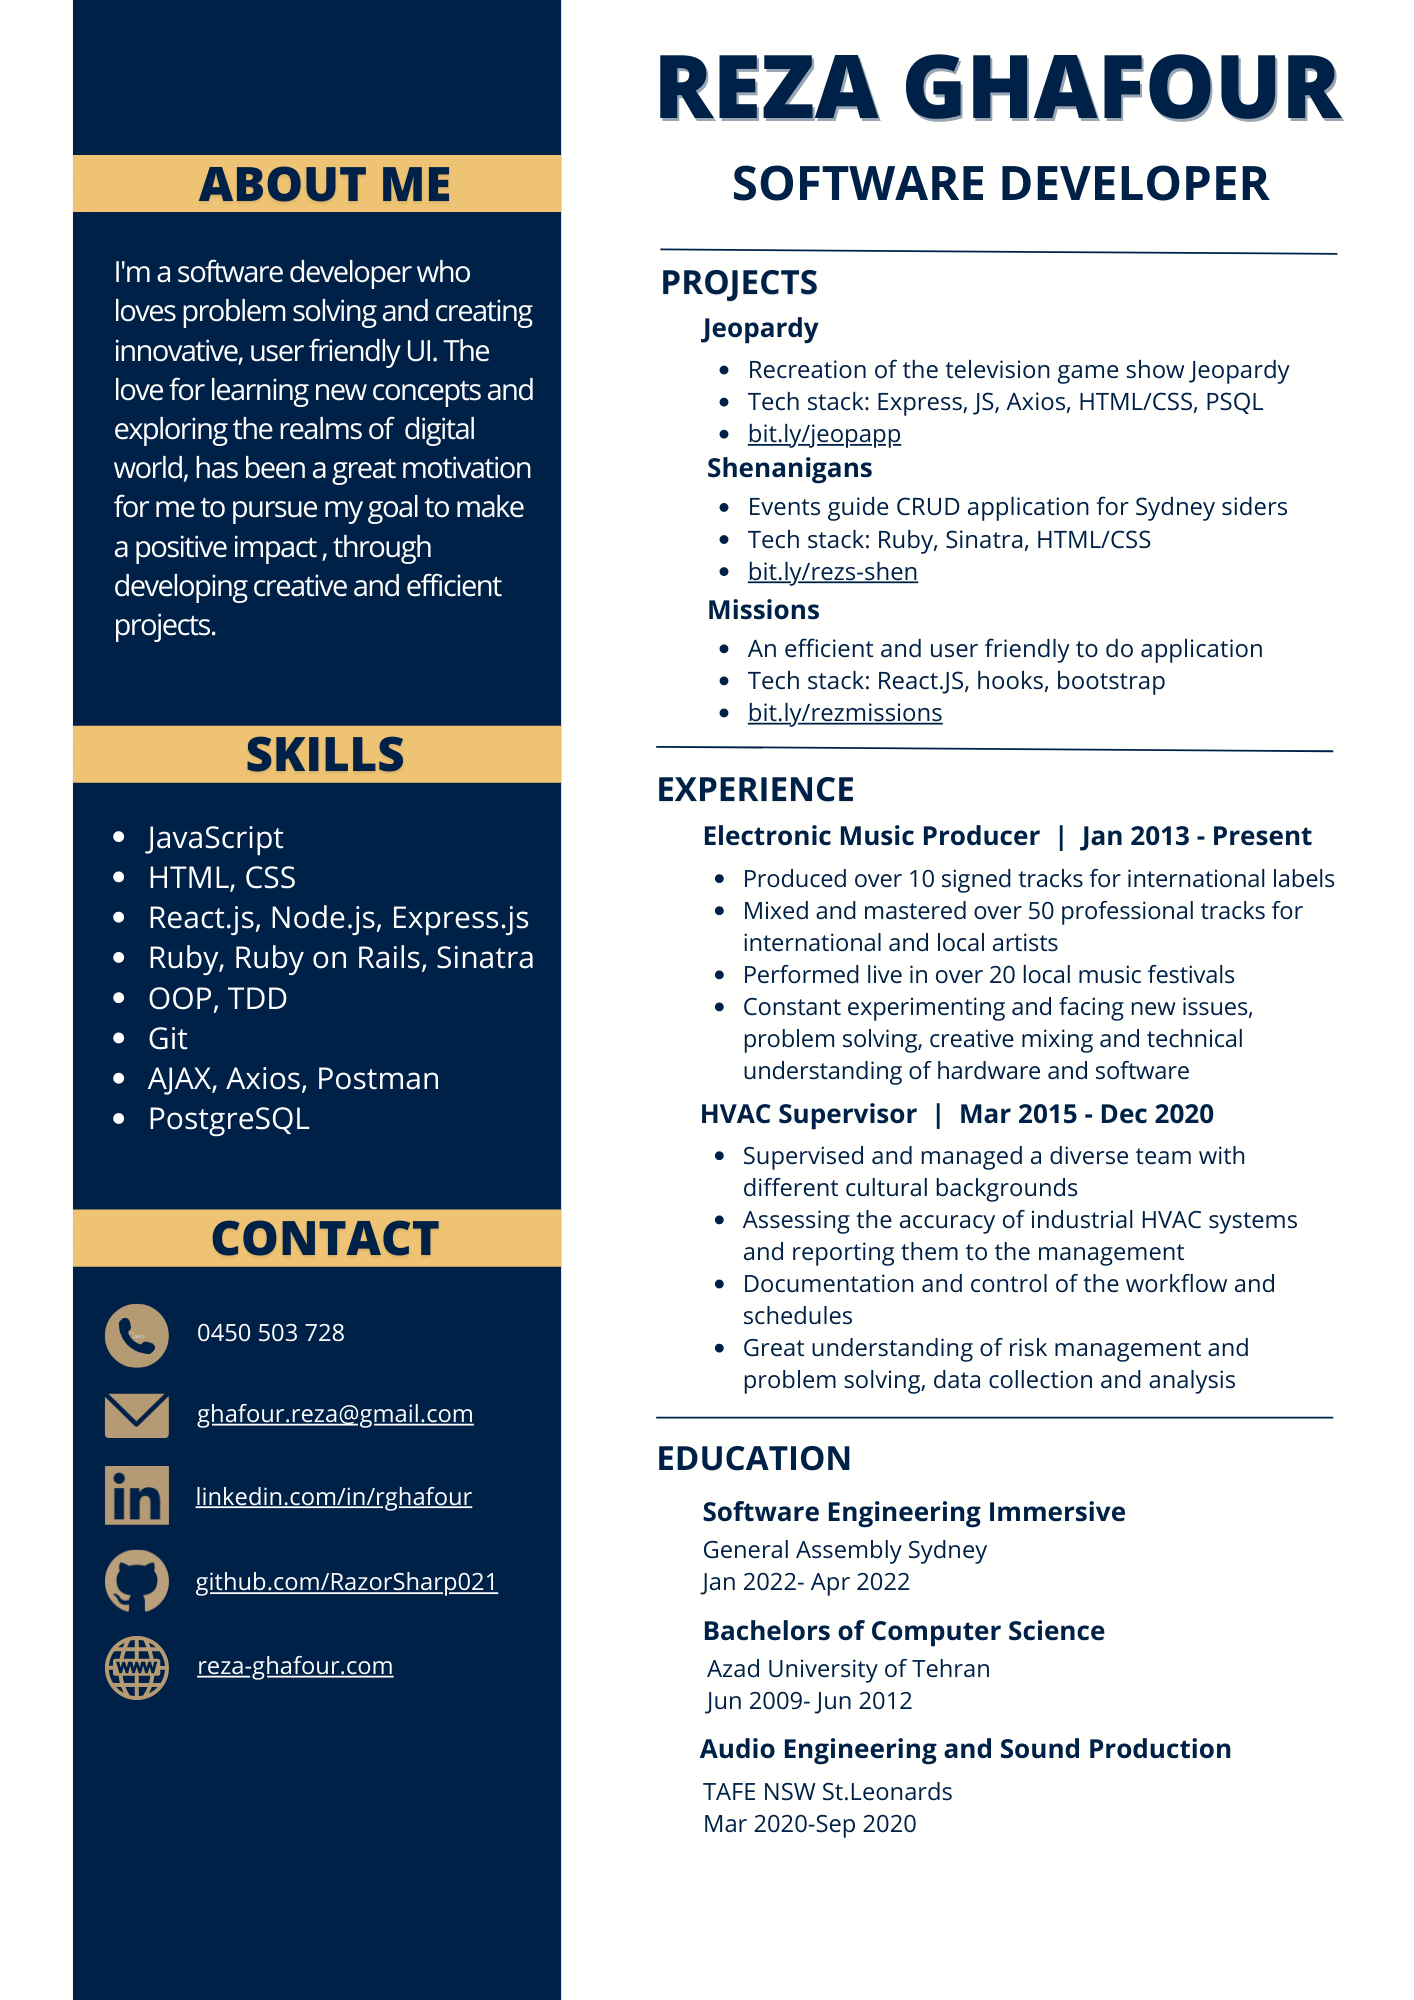 REZA GHAFOUR
SOFTWARE DEVELOPER
ABOUT ME
I'm a software developer who
loves problem solving and creating
innovative, user friendly UI. The
love for learning new concepts and
exploring the realms of  digital
world, has been a great motivation
for me to pursue my goal to make
a positive impact , through
developing creative and efficient
projects.
SKILLS
• JavaScript
• HTML, CSS
• React.js, Node.js, Express.js
• Ruby, Ruby on Rails, Sinatra
• OOP, TDD
• Git
• AJAX, Axios, Postman
• PostgreSQL
CONTACT
0450 503 728
ghafour.reza@gmail.com
in
linkedin.com/in/rghafour
github.com/RazorSharp021
WWW
reza-ghafour.com
PROJECTS
Jeopardy
• Recreation of the television game show Jeopardy
• Tech stack: Express, JS, Axios, HTML/CSS, PSQL
• bit.ly/jeopapp
Shenanigans
• Events guide CRUD application for Sydney siders
• Tech stack: Ruby, Sinatra, HTML/CSS
• bit.ly/rezs-shen
Missions
• An efficient and user friendly to do application
• Tech stack: React.JS, hooks, bootstrap
• bit.ly/rezmissions
EXPERIENCE
Electronic Music Producer  |  Jan 2013 - Present
• Produced over 10 signed tracks for international labels
• Mixed and mastered over 50 professional tracks for
international and local artists
• Performed live in over 20 local music festivals
• Constant experimenting and facing new issues,
problem solving, creative mixing and technical
understanding of hardware and software
HVAC Supervisor  |  Mar 2015 - Dec 2020
• Supervised and managed a diverse team with
different cultural backgrounds
• Assessing the accuracy of industrial HVAC systems
and reporting them to the management
• Documentation and control of the workflow and
schedules
• Great understanding of risk management and
problem solving, data collection and analysis
EDUCATION
Software Engineering Immersive
General Assembly Sydney
Jan 2022- Apr 2022
Bachelors of Computer Science
Azad University of Tehran
Jun 2009- Jun 2012
Audio Engineering and Sound Production
TAFE NSW St.Leonards
Mar 2020-Sep 2020